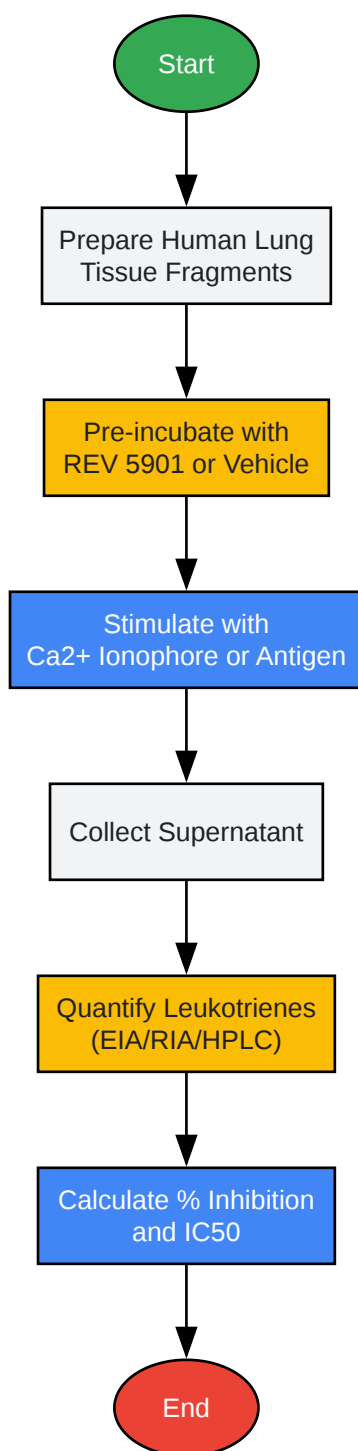 Start
Prepare Human Lung
Tissue Fragments
Pre-incubate with
REV 5901 or Vehicle
Stimulate with
Ca2+ Ionophore or Antigen
Collect Supernatant
Quantify Leukotrienes
(EIA/RIA/HPLC)
Calculate % Inhibition
and IC50
End